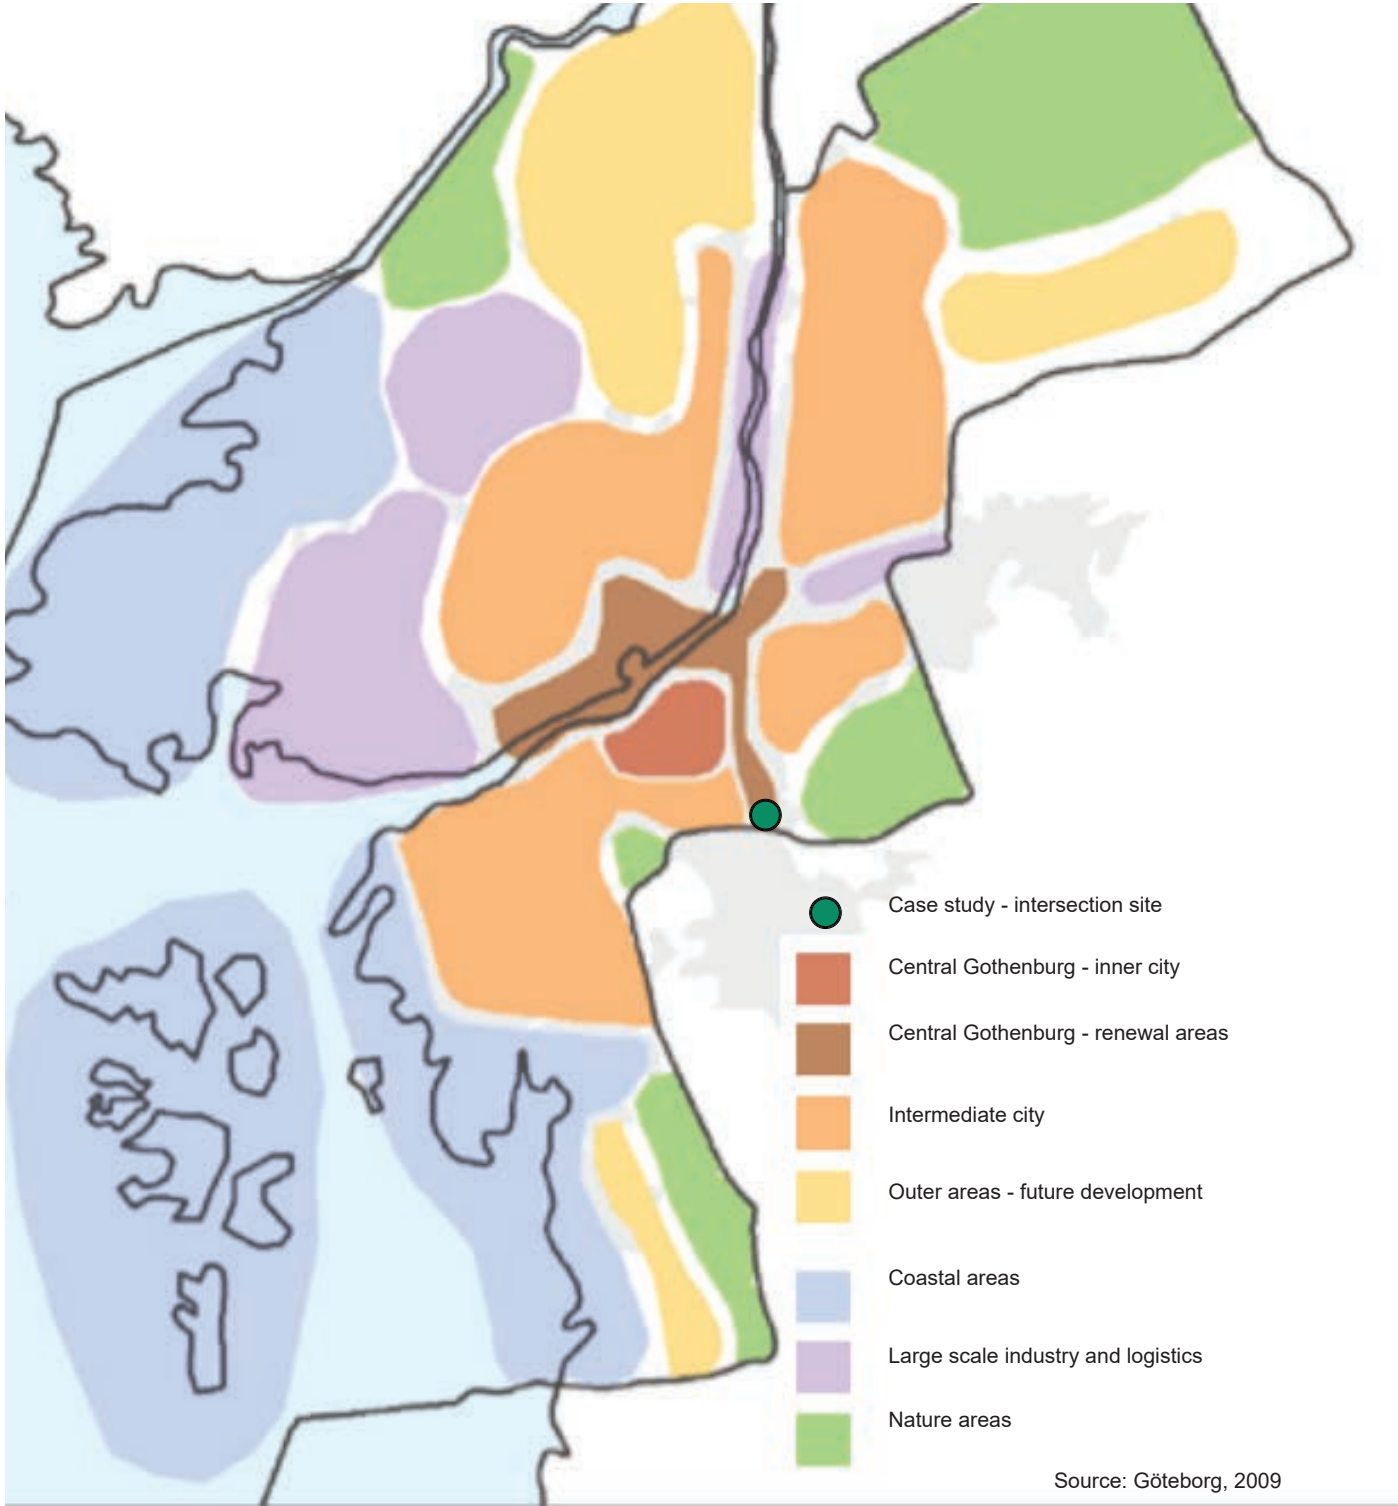 Case study - intersection site
Central Gothenburg - inner city
Central Gothenburg - renewal areas
Intermediate city
Outer areas - future development
Coastal areas
Large scale industry and logistics
Nature areas
Source: Göteborg, 2009